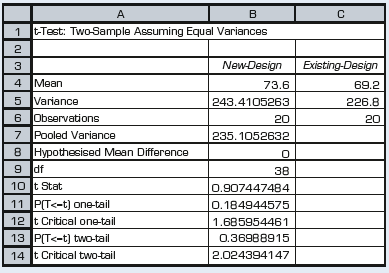 A B C
1 t-Test: Two-Sample Assuming Equal Variances
2
3 New-Design Existing-Design
4 Mean 73.6 69.2
5 Variance 243.4105263 226.8
6 Observations 20 20
7 Pooled Variance 235.1052632
8 Hypothesised Mean Difference 0
9 df 38
10 t Stat 0.907447484
11 P(T<=t) one-tail 0.184944575
12 t Critical one-tail 1.685954461
13 P(T<=t) two-tail 0.36988915
14 t Critical two-tail 2.024394147